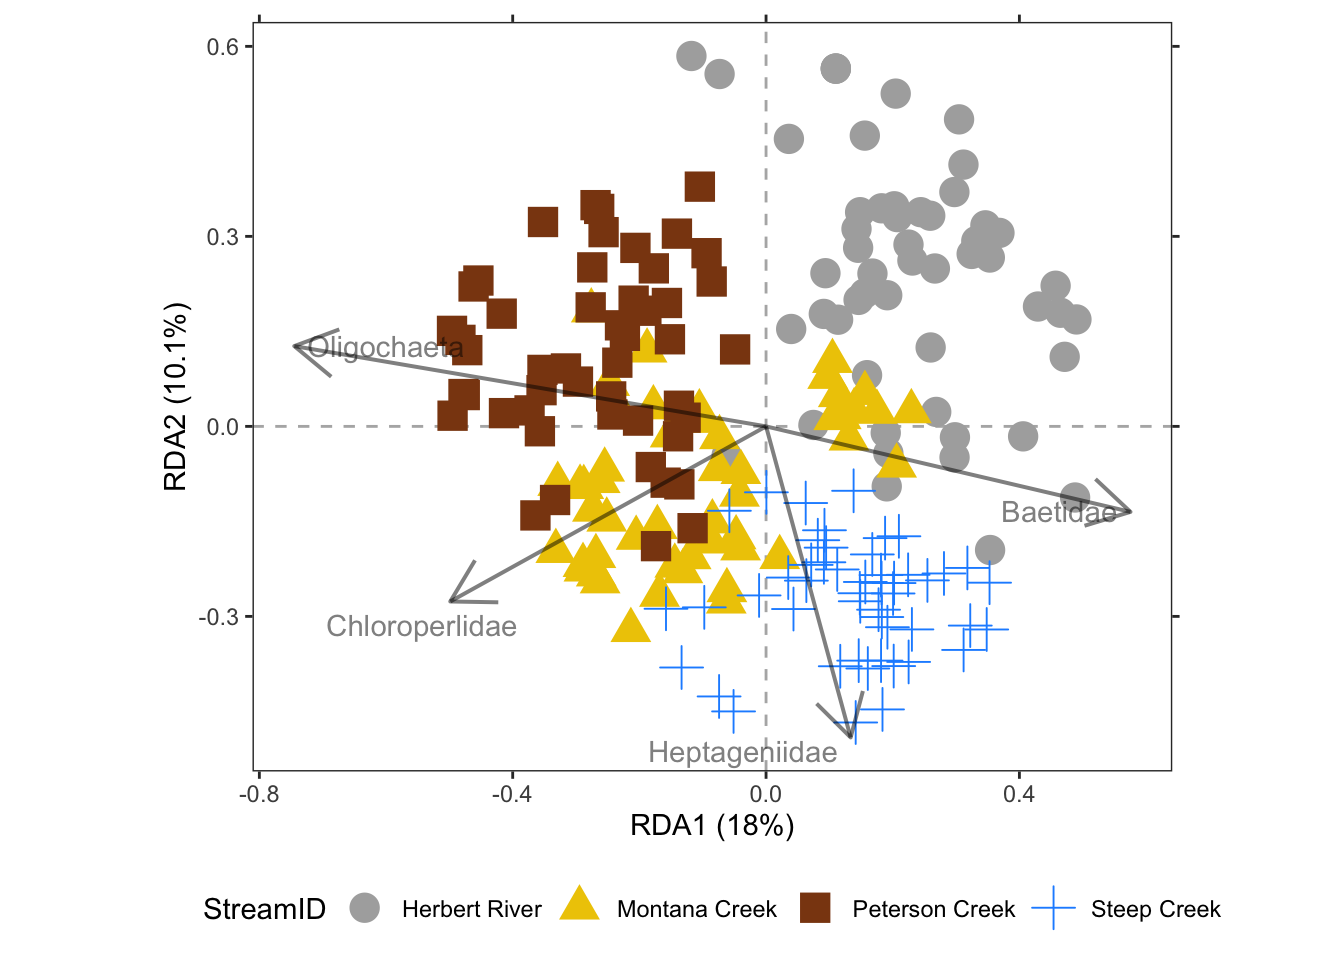 0.6
0.3
0.0
-0.3
RDA2 (10.1%)
Oligochaeta
Baetidae
Chloroperlidae
Heptageniidae
-0.8 -0.4 0.0 0.4
RDA1 (18%)
StreamID Herbert River Montana Creek Peterson Creek Steep Creek